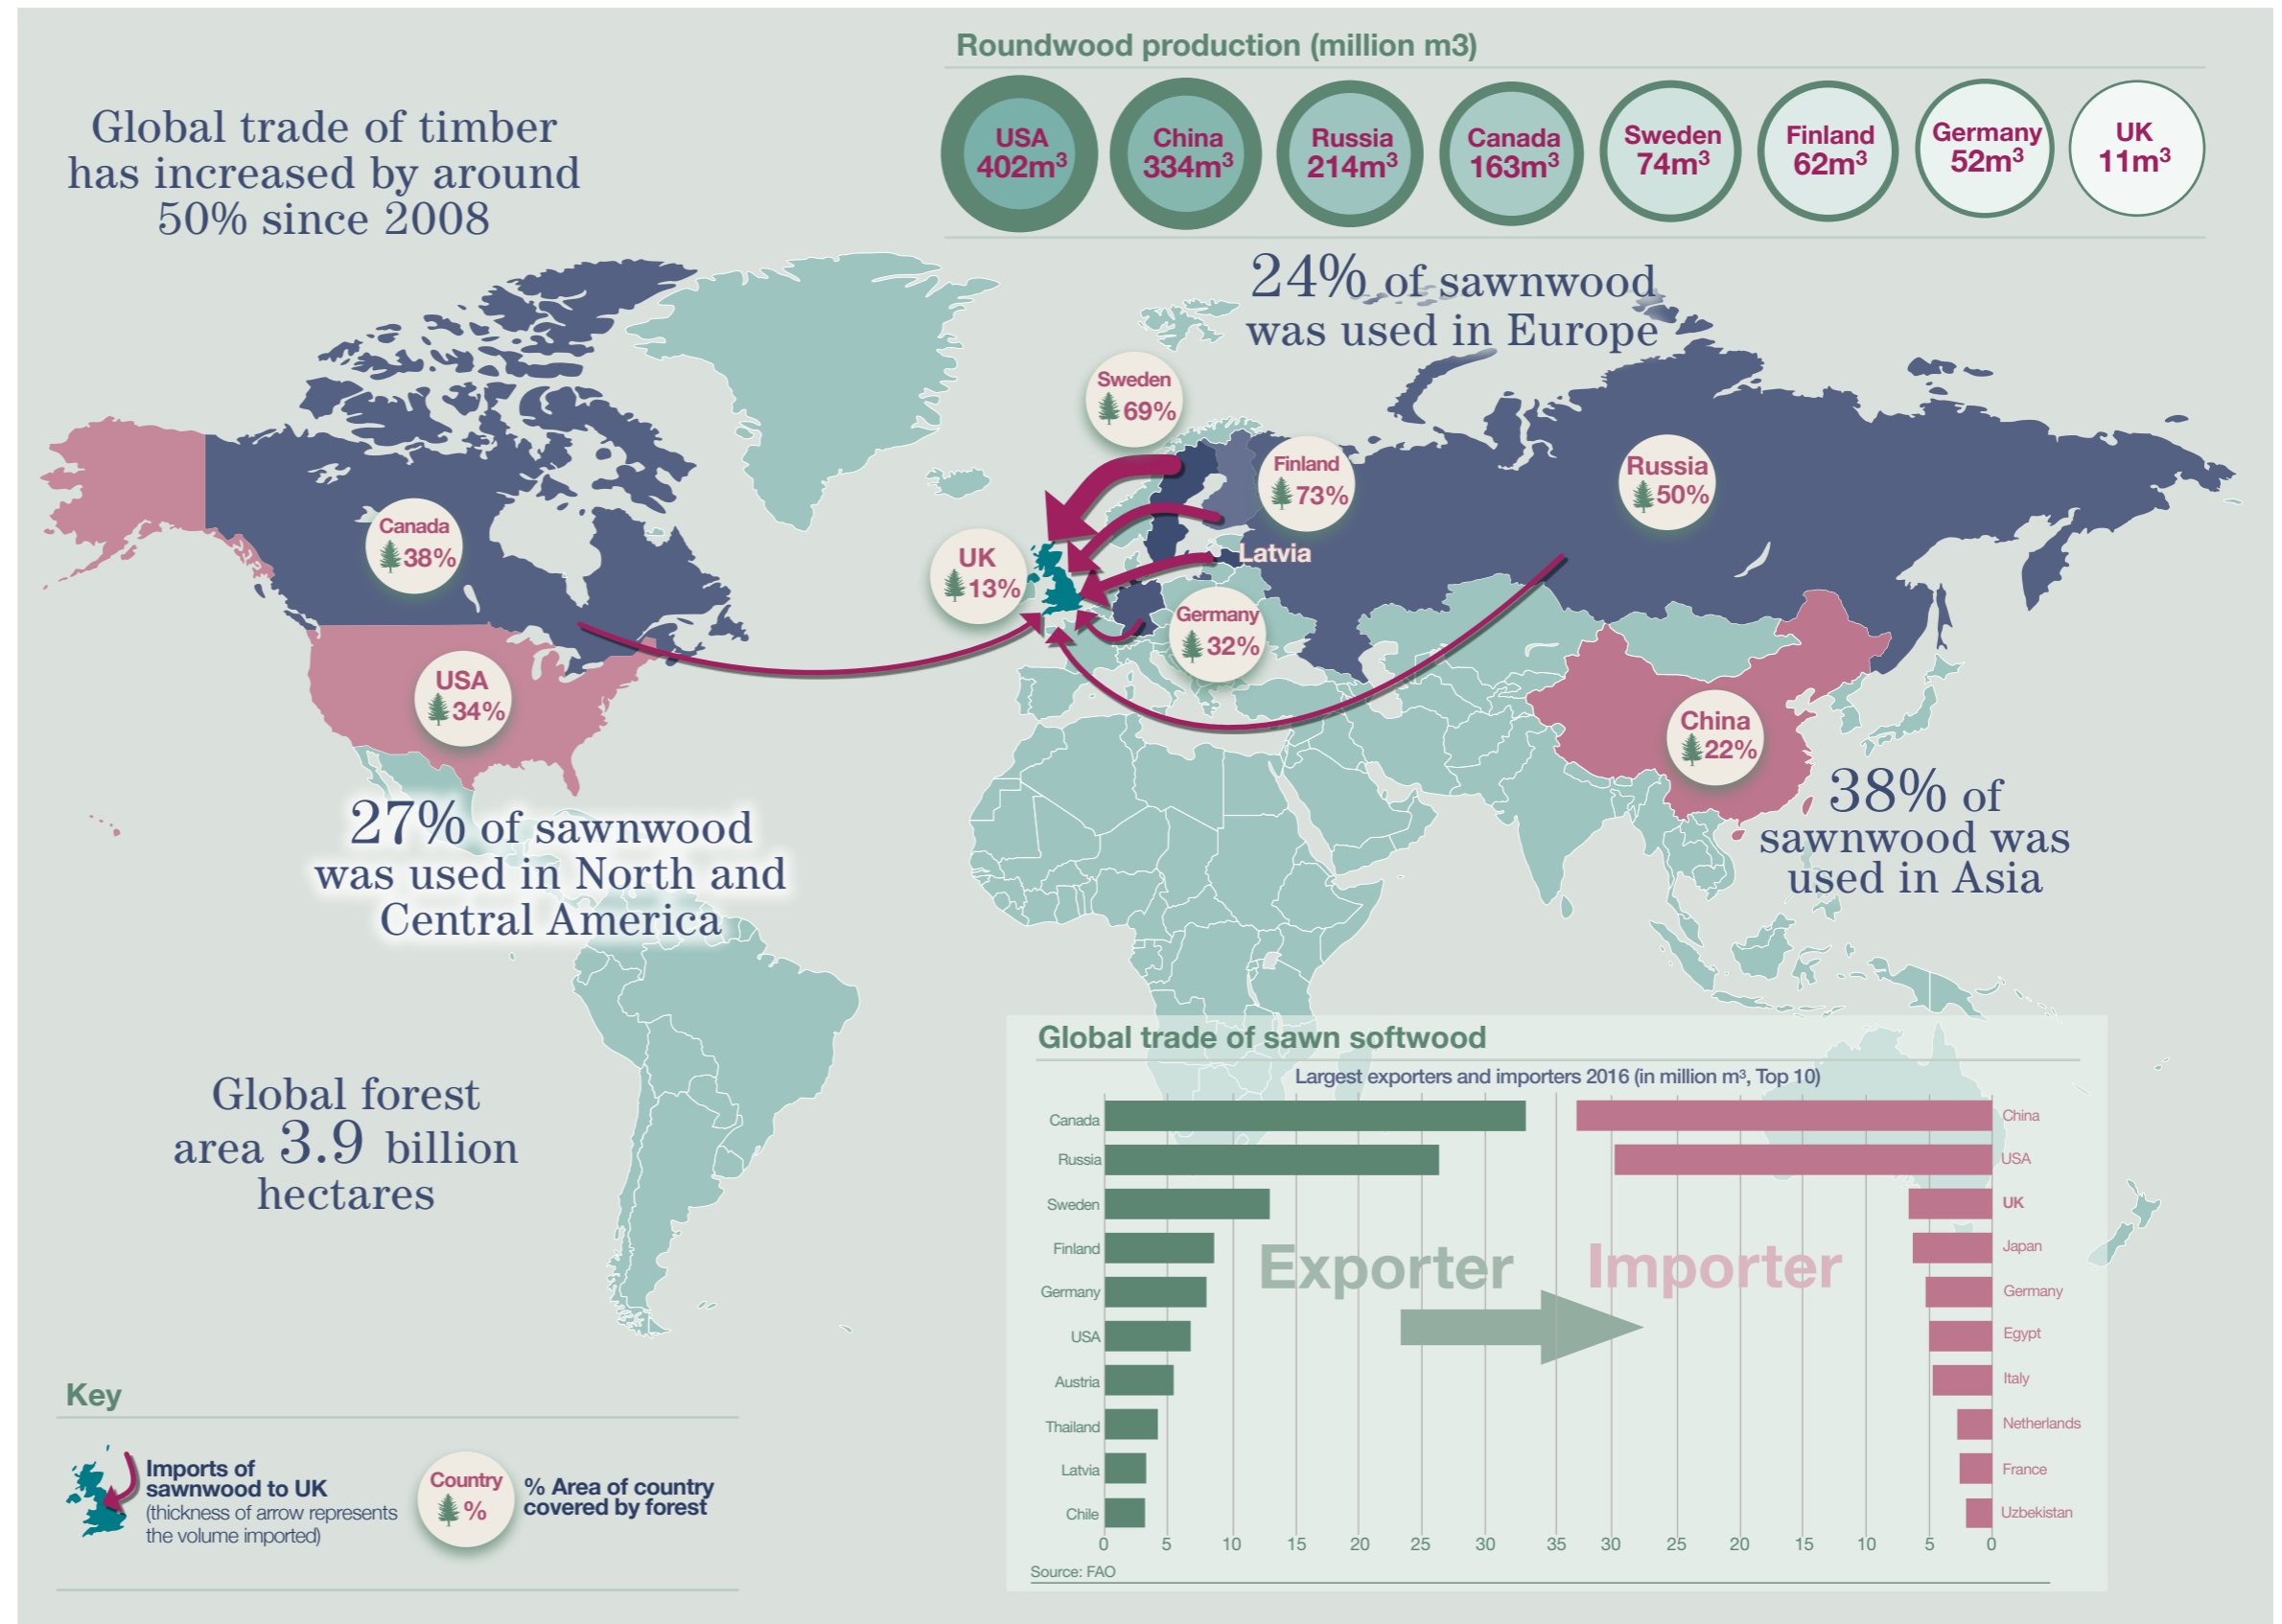 Roundwood production (million m3)
USA
402m³
China
334m³
Russia
214m³
Canada
163m³
Sweden
74m³
Finland
62m³
Germany
52m³
UK
11m³
Global trade of timber
has increased by around
50% since 2008
24% of sawnwood
was used in Europe
Sweden
69%
Finland
73%
Russia
50%
Canada
38%
UK
13%
Latvia
Germany
32%
USA
34%
China
22%
27% of sawnwood
was used in North and
Central America
38% of
sawnwood was
used in Asia
Global forest
area 3.9 billion
hectares
Global trade of sawn softwood
Largest exporters and importers 2016 (in million m³, Top 10)
Canada
Russia
Sweden
Finland
Germany
USA
Austria
Thailand
Latvia
Chile
Exporter
Importer
China
USA
UK
Japan
Germany
Egypt
Italy
Netherlands
France
Uzbekistan
0 5 10 15 20 25 30 35 30 25 20 15 10 5 0
Source: FAO
Key
Imports of
sawnwood to UK
(thickness of arrow represents
the volume imported)
Country
%
% Area of country
covered by forest